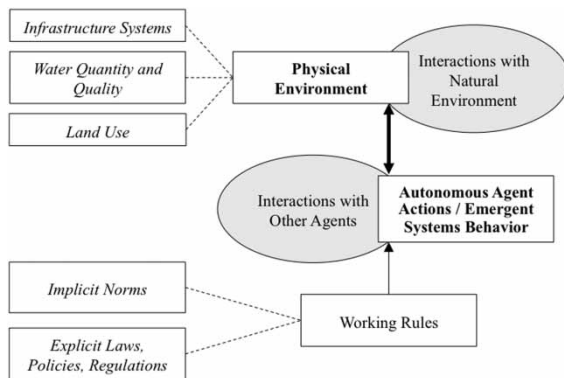 Infrastructure Systems
Water Quantity and
Quality
Land Use
Physical
Environment
Interactions with
Natural
Environment
Interactions with
Other Agents
Autonomous Agent
Actions / Emergent
Systems Behavior
Implicit Norms
Explicit Laws,
Policies, Regulations
Working Rules